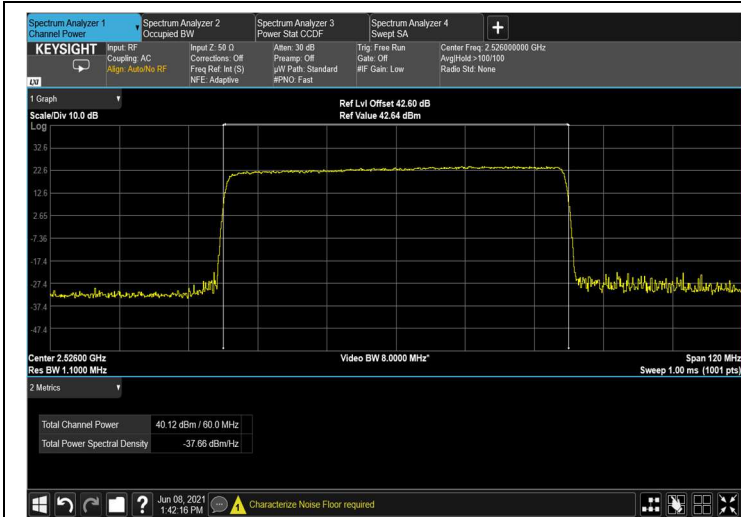 Spectrum Analyzer 1
Channel Power
Spectrum Analyzer 2
Occupied BW
Spectrum Analyzer 3
Power Stat CCDF
Spectrum Analyzer 4
Swept SA
+
KEYSIGHT
LXI
Input: RF
Coupling: AC
Align: Auto/No RF
Input Z: 50 Ω
Corrections: Off
Freq Ref: Int (S)
NFE: Adaptive
Atten: 30 dB
Preamp: Off
µW Path: Standard
#PNO: Fast
Trig: Free Run
Gate: Off
#IF Gain: Low
Center Freq: 2.526000000 GHz
Avg|Hold:>100/100
Radio Std: None
1 Graph
Scale/Div 10.0 dB
Ref Lvl Offset 42.60 dB
Ref Value 42.64 dBm
Log
32.6
22.6
12.6
2.65
-7.36
-17.4
-27.4
-37.4
-47.4
Center 2.52600 GHz
Res BW 1.1000 MHz
Video BW 8.0000 MHz*
Span 120 MHz
Sweep 1.00 ms (1001 pts)
2 Metrics
Total Channel Power 40.12 dBm / 60.0 MHz
Total Power Spectral Density -37.66 dBm/Hz
?
Jun 08, 2021
1:42:16 PM
1
Characterize Noise Floor required